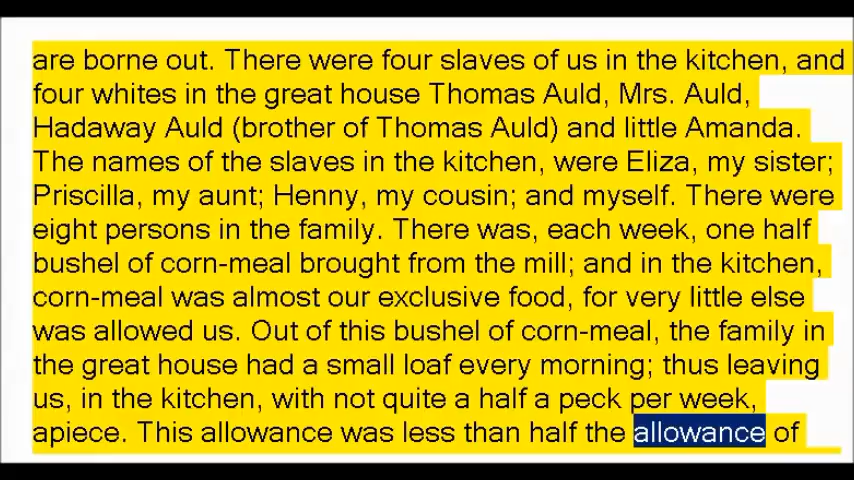 are borne out. There were four slaves of us in the kitchen, and
four whites in the great house Thomas Auld, Mrs. Auld,
Hadaway Auld (brother of Thomas Auld) and little Amanda.
The names of the slaves in the kitchen, were Eliza, my sister;
Priscilla, my aunt; Henny, my cousin; and myself. There were
eight persons in the family. There was, each week, one half
bushel of corn-meal brought from the mill; and in the kitchen,
corn-meal was almost our exclusive food, for very little else
was allowed us. Out of this bushel of corn-meal, the family in
the great house had a small loaf every morning; thus leaving
us, in the kitchen, with not quite a half a peck per week,
apiece. This allowance was less than half the allowance of